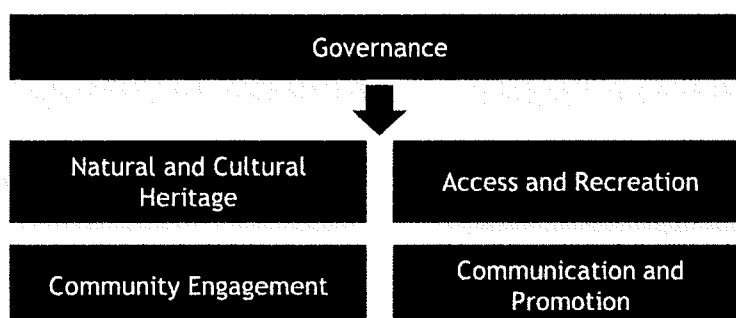 Governance
Natural and Cultural
Heritage
Access and Recreation
Community Engagement
Communication and
Promotion